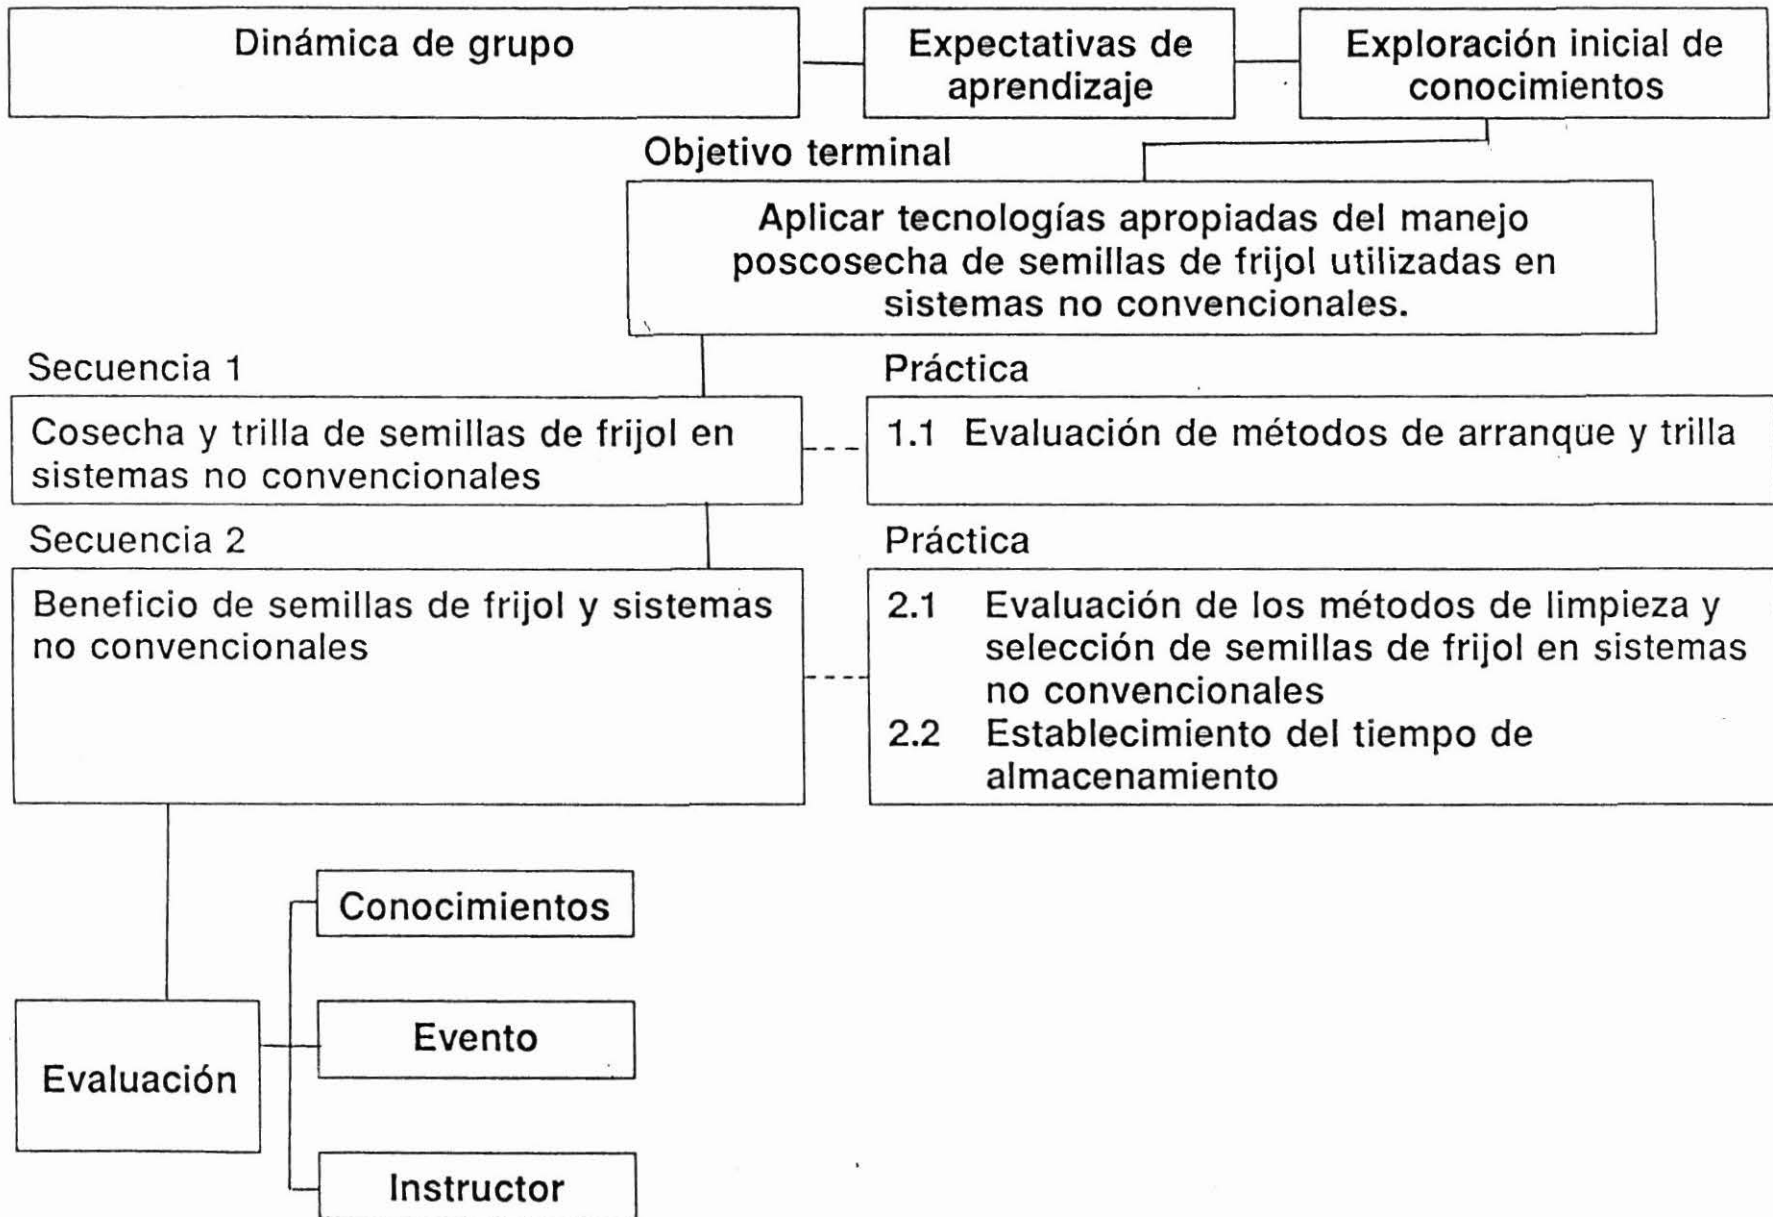 Dinámica de grupo
Expectativas de
aprendizaje
Exploración inicial de
conocimientos
Objetivo terminal
Aplicar tecnologías apropiadas del manejo
poscosecha de semillas de frijol utilizadas en
sistemas no convencionales.
Secuencia 1
Cosecha y trilla de semillas de frijol en
sistemas no convencionales
Práctica
1.1 Evaluación de métodos de arranque y trilla
Secuencia 2
Beneficio de semillas de frijol y sistemas
no convencionales
Práctica
2.1 Evaluación de los métodos de limpieza y
selección de semillas de frijol en sistemas
no convencionales
2.2 Establecimiento del tiempo de
almacenamiento
Evaluación
Conocimientos
Evento
Instructor